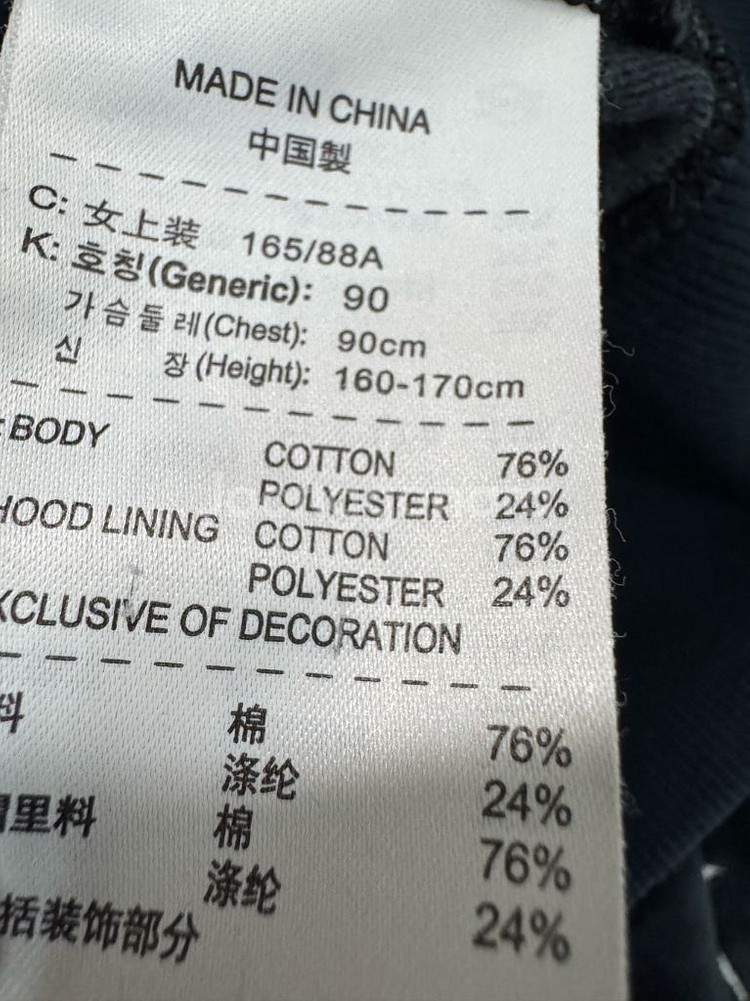 MADE IN CHINA
中国製
C: 女上装 165/88A
K: 호칭(Generic): 90
가슴둘레(Chest): 90cm
신 장(Height): 160-170cm
: BODY COTTON 76%
POLYESTER 24%
HOOD LINING COTTON 76%
POLYESTER 24%
XCLUSIVE OF DECORATION
料 棉 76%
涤纶 24%
帽里料 棉 76%
涤纶 24%
括装饰部分